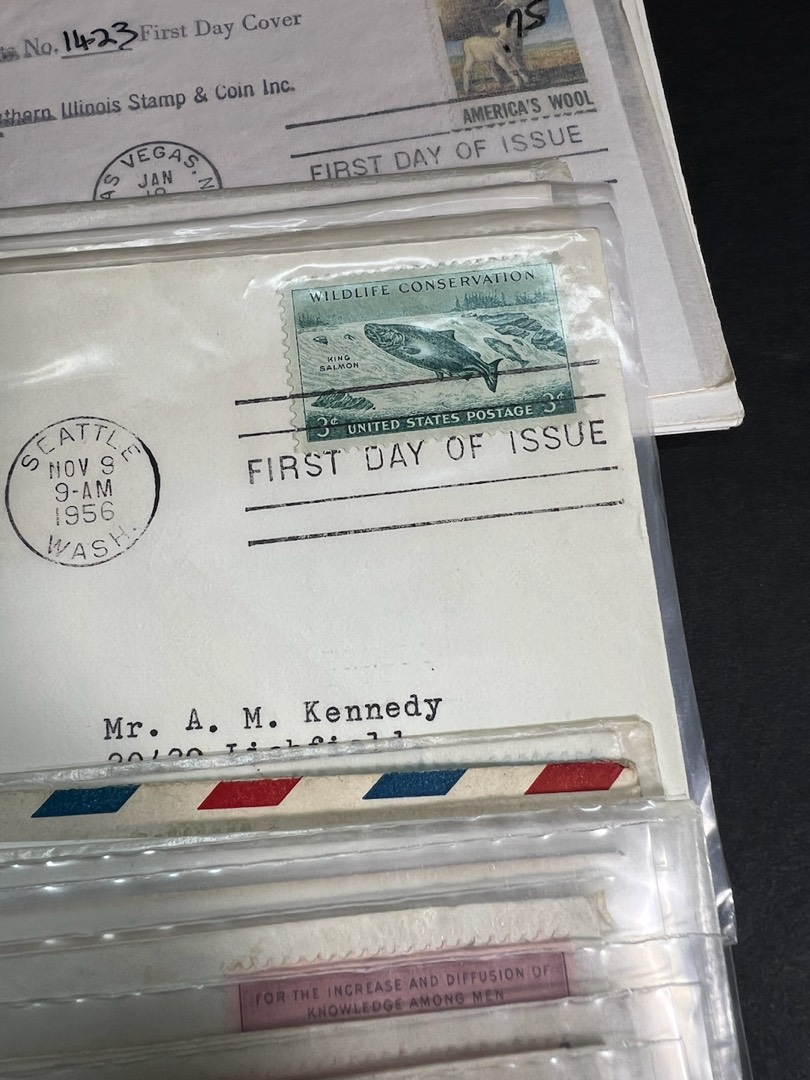 No. 1423 First Day Cover
.75
Illinois Stamp & Coin Inc.
AMERICA'S WOOL
FIRST DAY OF ISSUE
AS VEGAS, N
JAN
WILDLIFE CONSERVATION
KING
SALMON
3¢ UNITED STATES POSTAGE 3¢
FIRST DAY OF ISSUE
SEATTLE
NOV 9
9-AM
1956
WASH.
Mr. A. M. Kennedy
FOR THE INCREASE AND DIFFUSION OF
KNOWLEDGE AMONG MEN